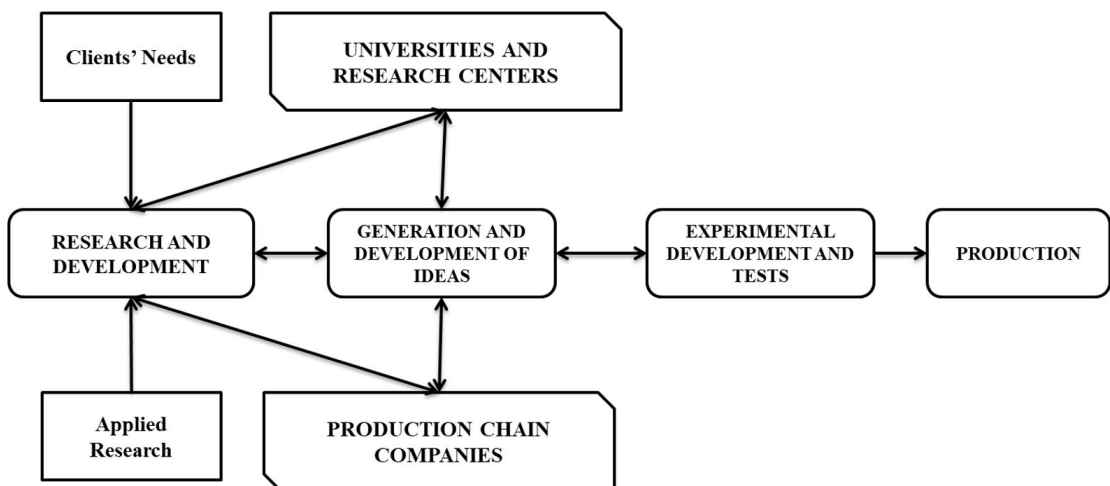 Clients’ Needs
UNIVERSITIES AND
RESEARCH CENTERS
RESEARCH AND
DEVELOPMENT
GENERATION AND
DEVELOPMENT OF
IDEAS
EXPERIMENTAL
DEVELOPMENT AND
TESTS
PRODUCTION
Applied
Research
PRODUCTION CHAIN
COMPANIES